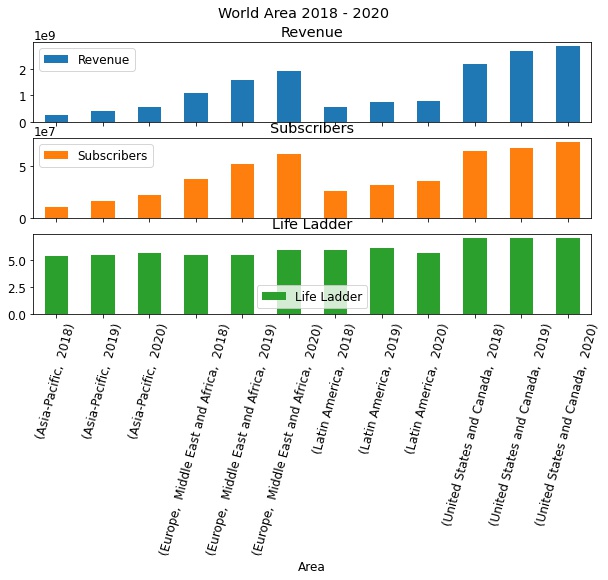 World Area 2018 - 2020
Revenue
1e9
Revenue
2
1
0
1e7
Subscribers
Subscribers
5
0
Life Ladder
5.0
2.5
0.0
Life Ladder
(Asia-Pacific, 2018)
(Asia-Pacific, 2019)
(Asia-Pacific, 2020)
(Europe, Middle East and Africa, 2018)
(Europe, Middle East and Africa, 2019)
(Europe, Middle East and Africa, 2020)
(Latin America, 2018)
(Latin America, 2019)
(Latin America, 2020)
(United States and Canada, 2018)
(United States and Canada, 2019)
(United States and Canada, 2020)
Area